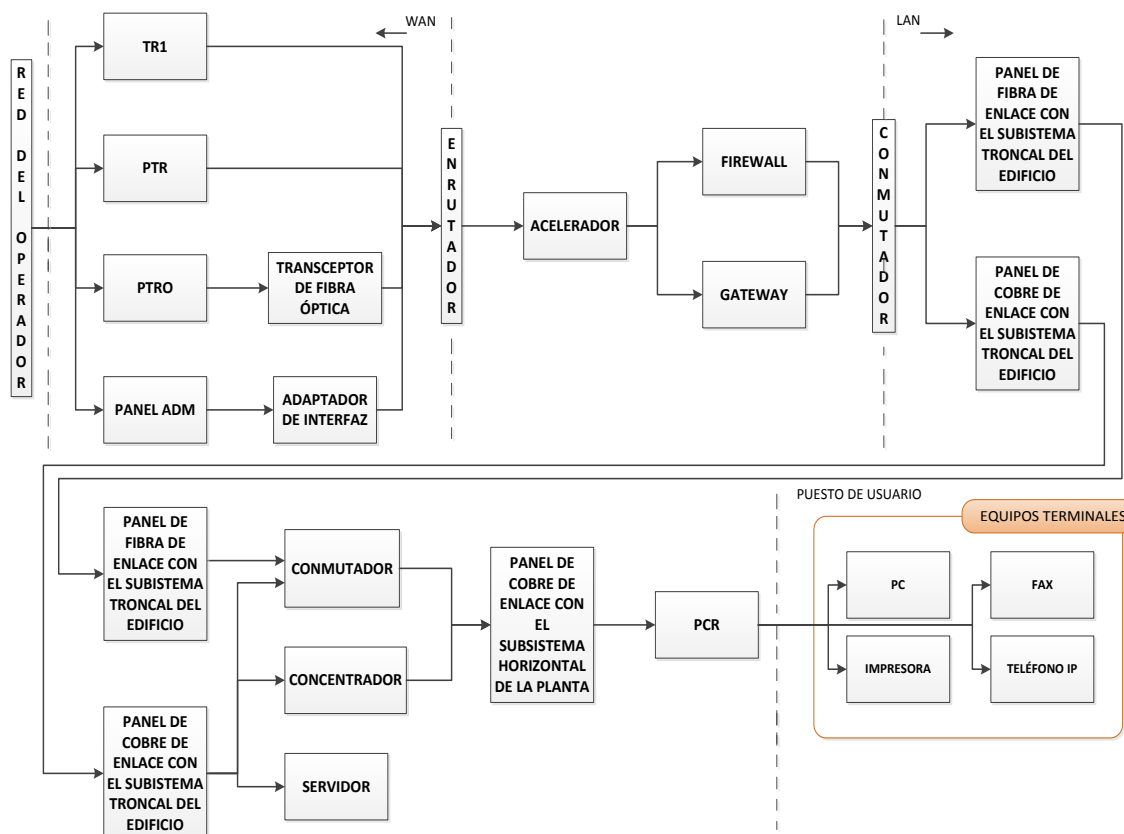 WAN
LAN
RED DEL OPERADOR
TR1
PTR
PTRO
TRANSCEPTOR
DE FIBRA
ÓPTICA
PANEL ADM
ADAPTADOR
DE INTERFAZ
ENRUTADOR
ACELERADOR
FIREWALL
GATEWAY
CONMUTADOR
PANEL DE
FIBRA DE
ENLACE CON
EL SUBISTEMA
TRONCAL DEL
EDIFICIO
PANEL DE
COBRE DE
ENLACE CON
EL SUBISTEMA
TRONCAL DEL
EDIFICIO
PANEL DE
FIBRA DE
ENLACE CON
EL SUBISTEMA
TRONCAL DEL
EDIFICIO
PANEL DE
COBRE DE
ENLACE CON
EL SUBISTEMA
TRONCAL DEL
EDIFICIO
CONMUTADOR
CONCENTRADOR
SERVIDOR
PANEL DE
COBRE DE
ENLACE CON
EL
SUBSISTEMA
HORIZONTAL
DE LA PLANTA
PCR
PUESTO DE USUARIO
EQUIPOS TERMINALES
PC
FAX
IMPRESORA
TELÉFONO IP